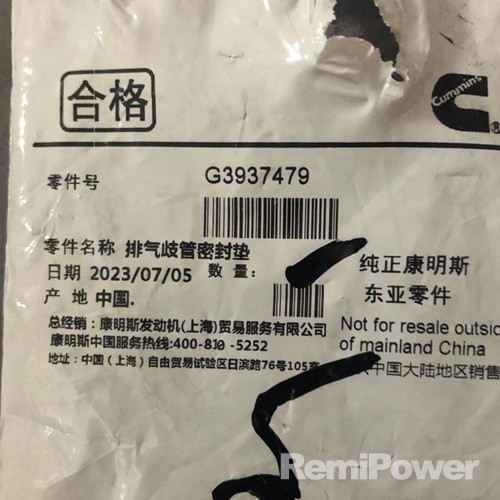 合格
Cummins
®
零件号 G3937479
零件名称 排气歧管密封垫
日期 2023/07/05 数量:
产 地 中国.
纯正康明斯
东亚零件
总经销: 康明斯发动机(上海)贸易服务有限公司
康明斯中国服务热线:400-810-5252
地址: 中国 (上海) 自由贸易试验区日滨路76号105室
Not for resale outsid
of mainland China
中国大陆地区销售
RemiPower